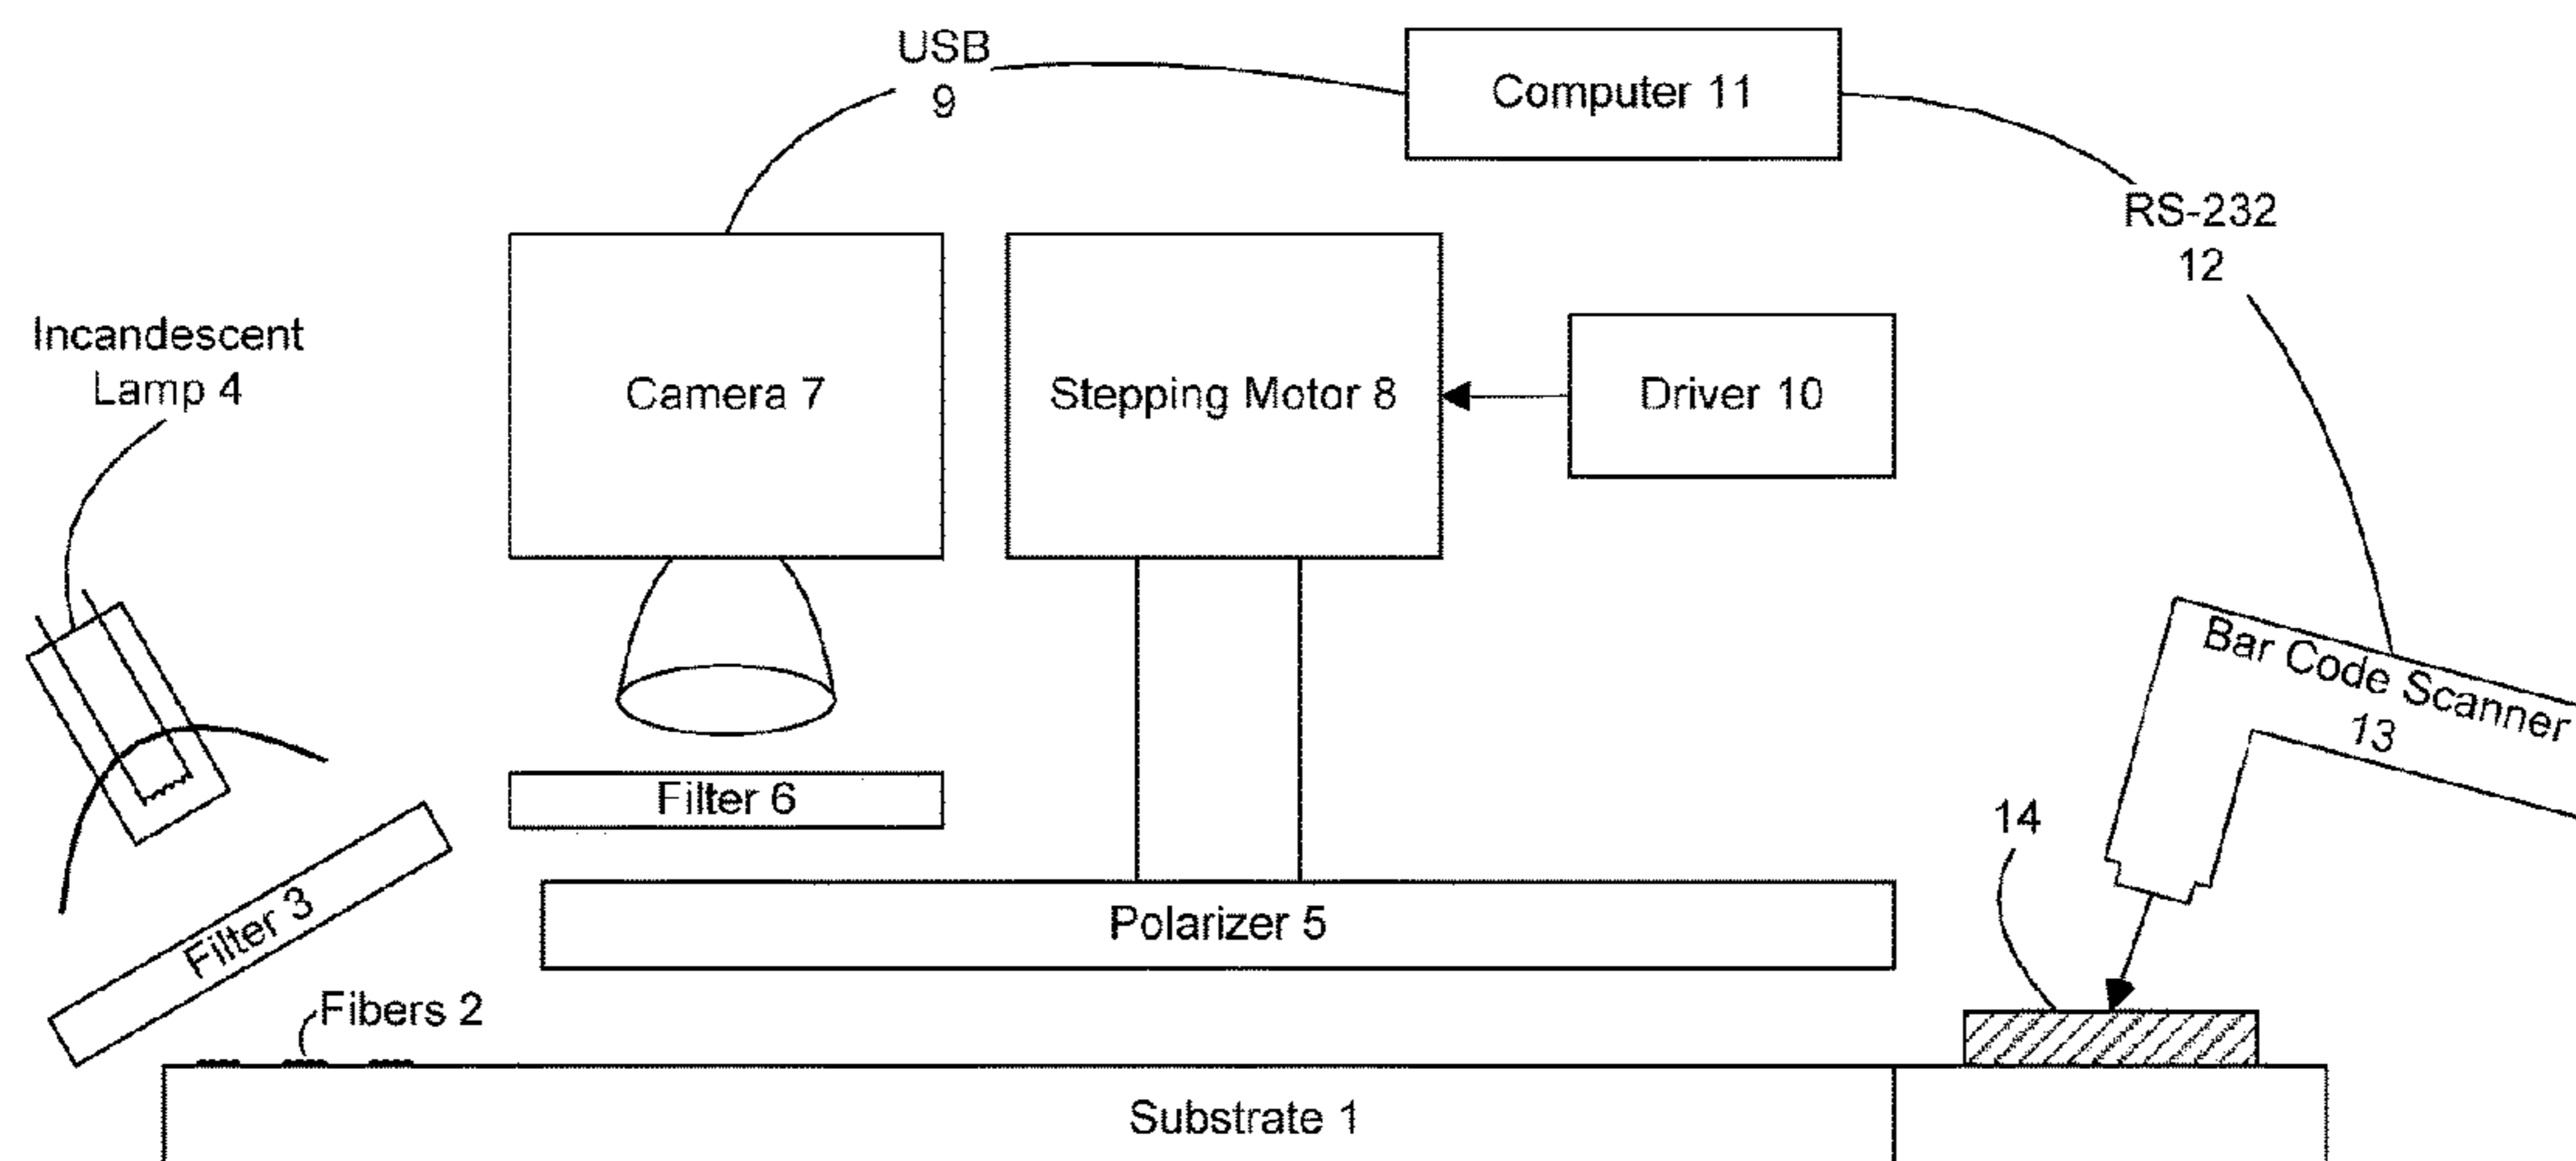 USB
9
Computer 11
RS-232
12
Incandescent
Lamp 4
Camera 7
Stepping Motor 8
Driver 10
Bar Code Scanner
13
Filter 6
14
Filter 3
Polarizer 5
Fibers 2
Substrate 1